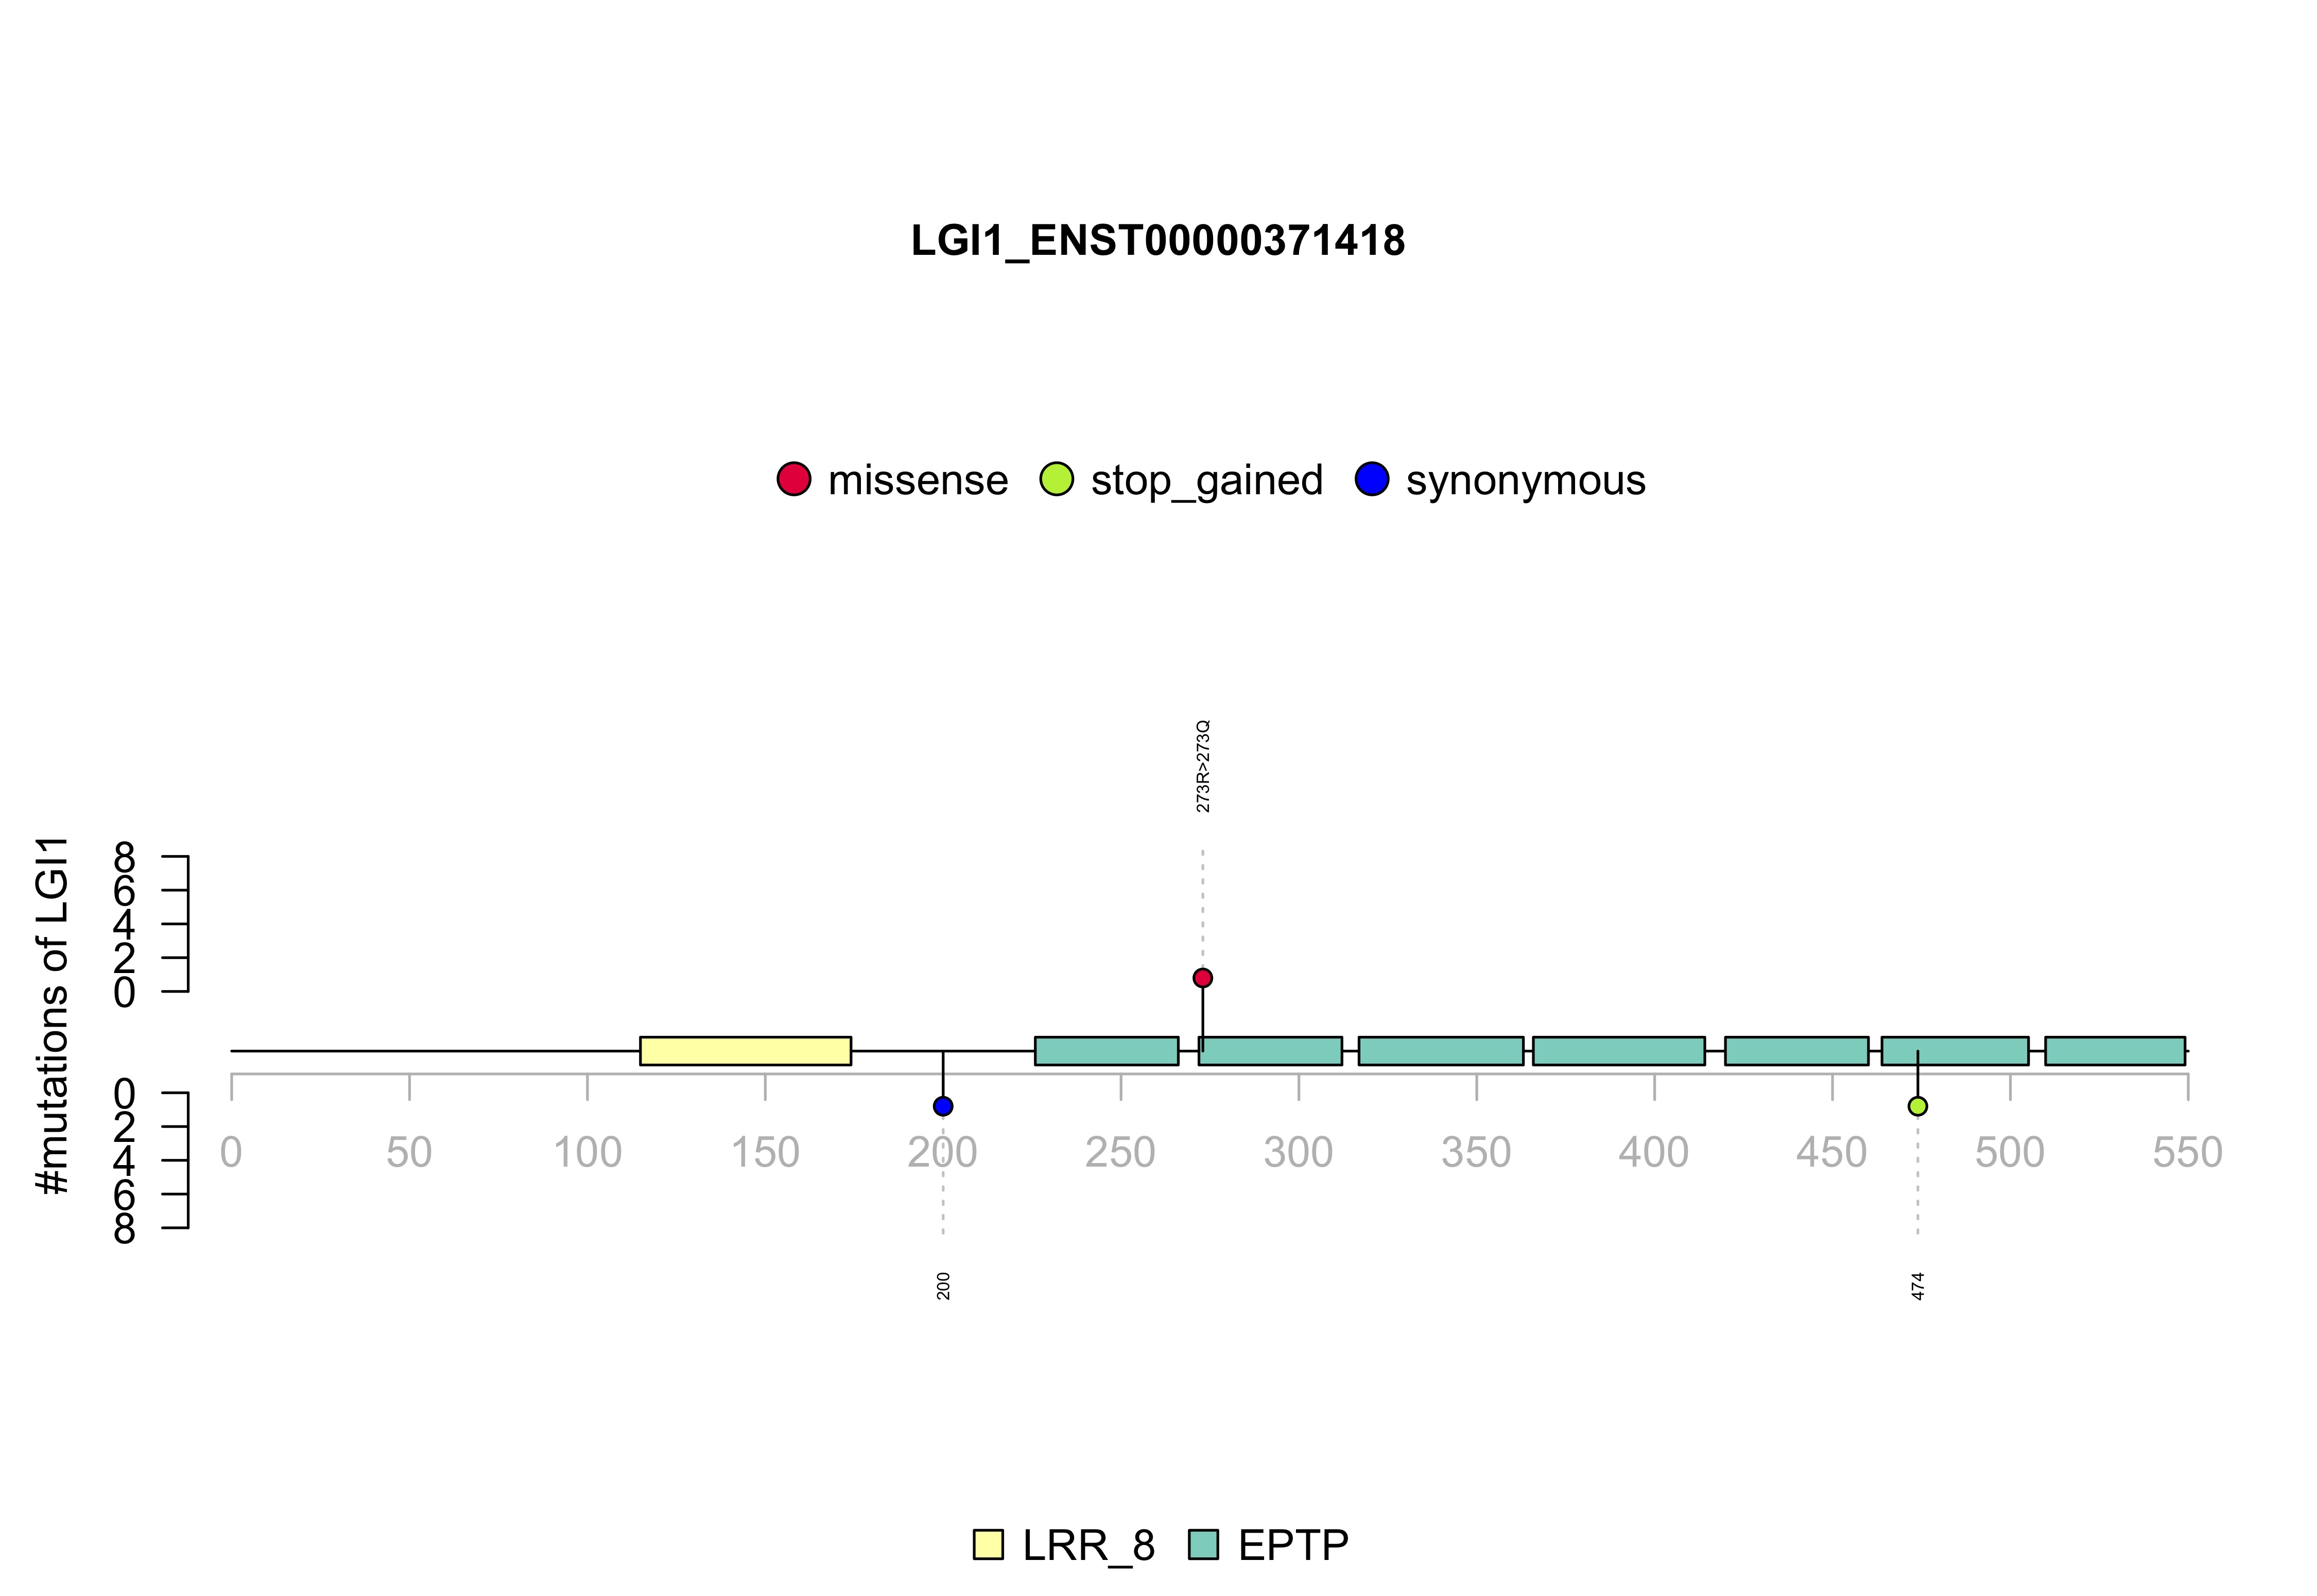 LGI1_ENST00000371418
missense stop_gained synonymous
273R>273Q
#mutations of LGI1
8
6
4
2
0
0
2
4
6
8
0 50 100 150 200 250 300 350 400 450 500 550
200
474
LRR_8 EPTP